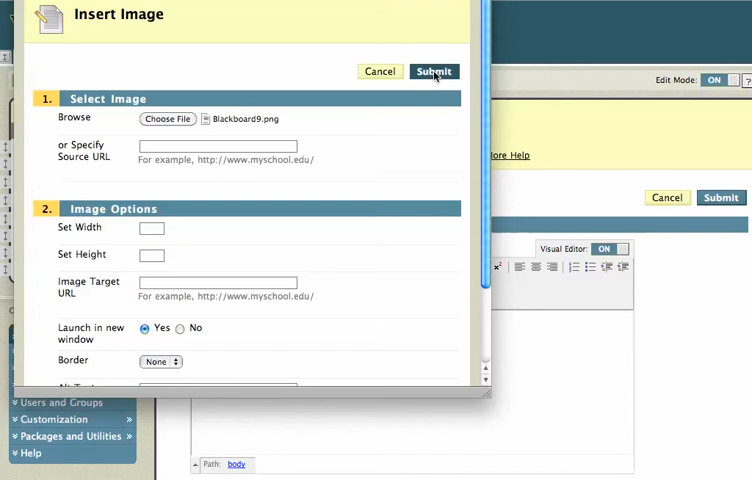 Insert Image
Cancel
Submit
Edit Mode: ON
?
1. Select Image
Browse
Choose File
Blackboard9.png
or Specify
Source URL
For example, http://www.myschool.edu/
ore Help
Cancel
Submit
2. Image Options
Set Width
Set Height
Image Target
URL
For example, http://www.myschool.edu/
Launch in new
window
Yes
No
Border
None
Visual Editor: ON
Users and Groups
Customization
Packages and Utilities
Help
Path: body